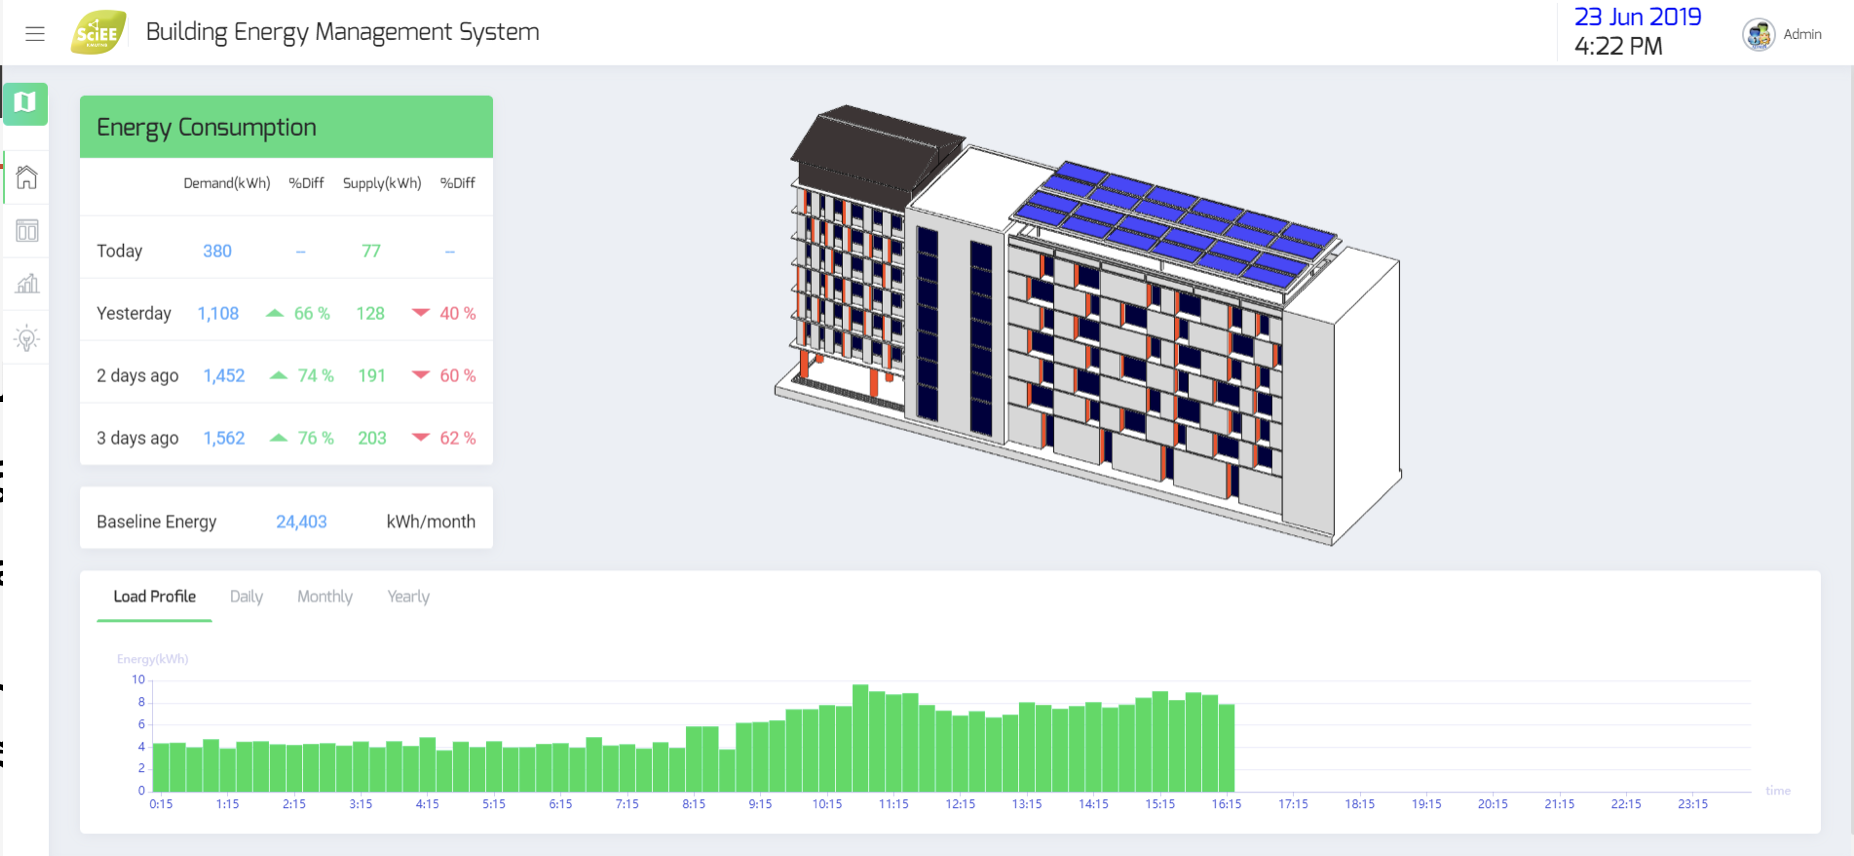 SciEE
Building Energy Management System
23 Jun 2019
4:22 PM
Admin
Energy Consumption
Demand(kWh) %Diff Supply(kWh) %Diff
Today 380 -- 77 --
Yesterday 1,108 66 % 128 40 %
2 days ago 1,452 74 % 191 60 %
3 days ago 1,562 76 % 203 62 %
Baseline Energy 24,403 kWh/month
Load Profile Daily Monthly Yearly
Energy(kWh)
10
8
6
4
2
0
0:15 1:15 2:15 3:15 4:15 5:15 6:15 7:15 8:15 9:15 10:15 11:15 12:15 13:15 14:15 15:15 16:15 17:15 18:15 19:15 20:15 21:15 22:15 23:15
time